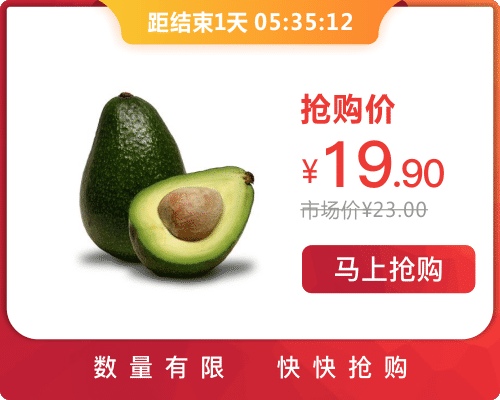 距结束1天 05:35:12
抢购价
¥19.90
市场价¥23.00
马上抢购
数量有限 快快抢购